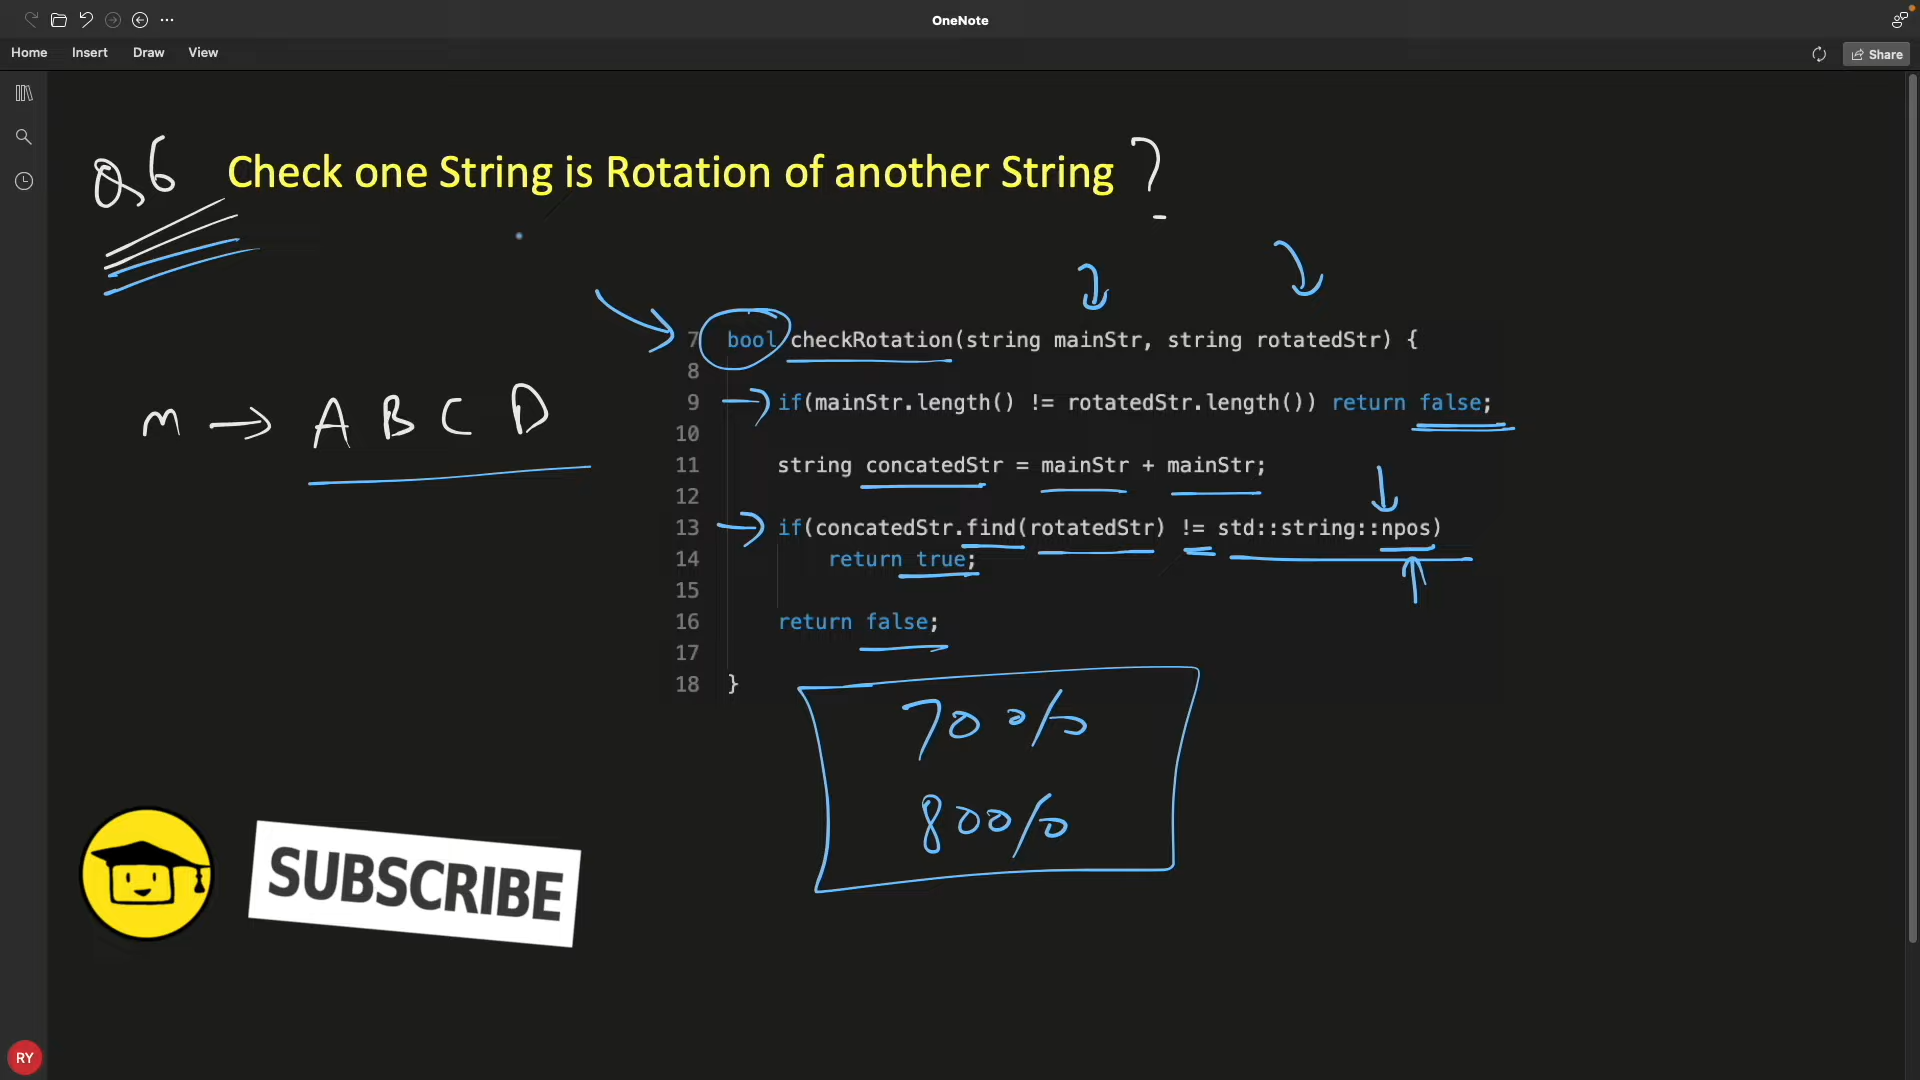 OneNote
Home Insert Draw View
Share
Q.6 Check one String is Rotation of another String ?
7 bool checkRotation(string mainStr, string rotatedStr) {
8
9 if(mainStr.length() != rotatedStr.length()) return false;
m → A B C D
10
11 string concatedStr = mainStr + mainStr;
12
13 if(concatedStr.find(rotatedStr) != std::string::npos)
14 return true;
15
16 return false;
17
18 }
70%
80%
SUBSCRIBE
RY